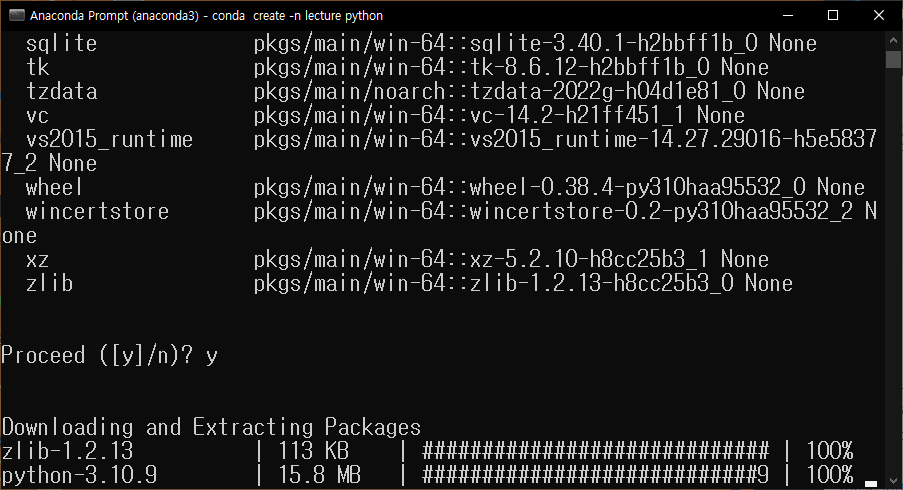 Anaconda Prompt (anaconda3) - conda  create -n lecture python
sqlite             pkgs/main/win-64::sqlite-3.40.1-h2bbff1b_0 None
tk                 pkgs/main/win-64::tk-8.6.12-h2bbff1b_0 None
tzdata             pkgs/main/noarch::tzdata-2022g-h04d1e81_0 None
vc                 pkgs/main/win-64::vc-14.2-h21ff451_1 None
vs2015_runtime     pkgs/main/win-64::vs2015_runtime-14.27.29016-h5e5837
7_2 None
wheel              pkgs/main/win-64::wheel-0.38.4-py310haa95532_0 None
wincertstore       pkgs/main/win-64::wincertstore-0.2-py310haa95532_2 N
one
xz                 pkgs/main/win-64::xz-5.2.10-h8cc25b3_1 None
zlib               pkgs/main/win-64::zlib-1.2.13-h8cc25b3_0 None
Proceed ([y]/n)? y
Downloading and Extracting Packages
zlib-1.2.13          | 113 KB    | ############################# | 100%
python-3.10.9        | 15.8 MB   | ############################9 | 100%